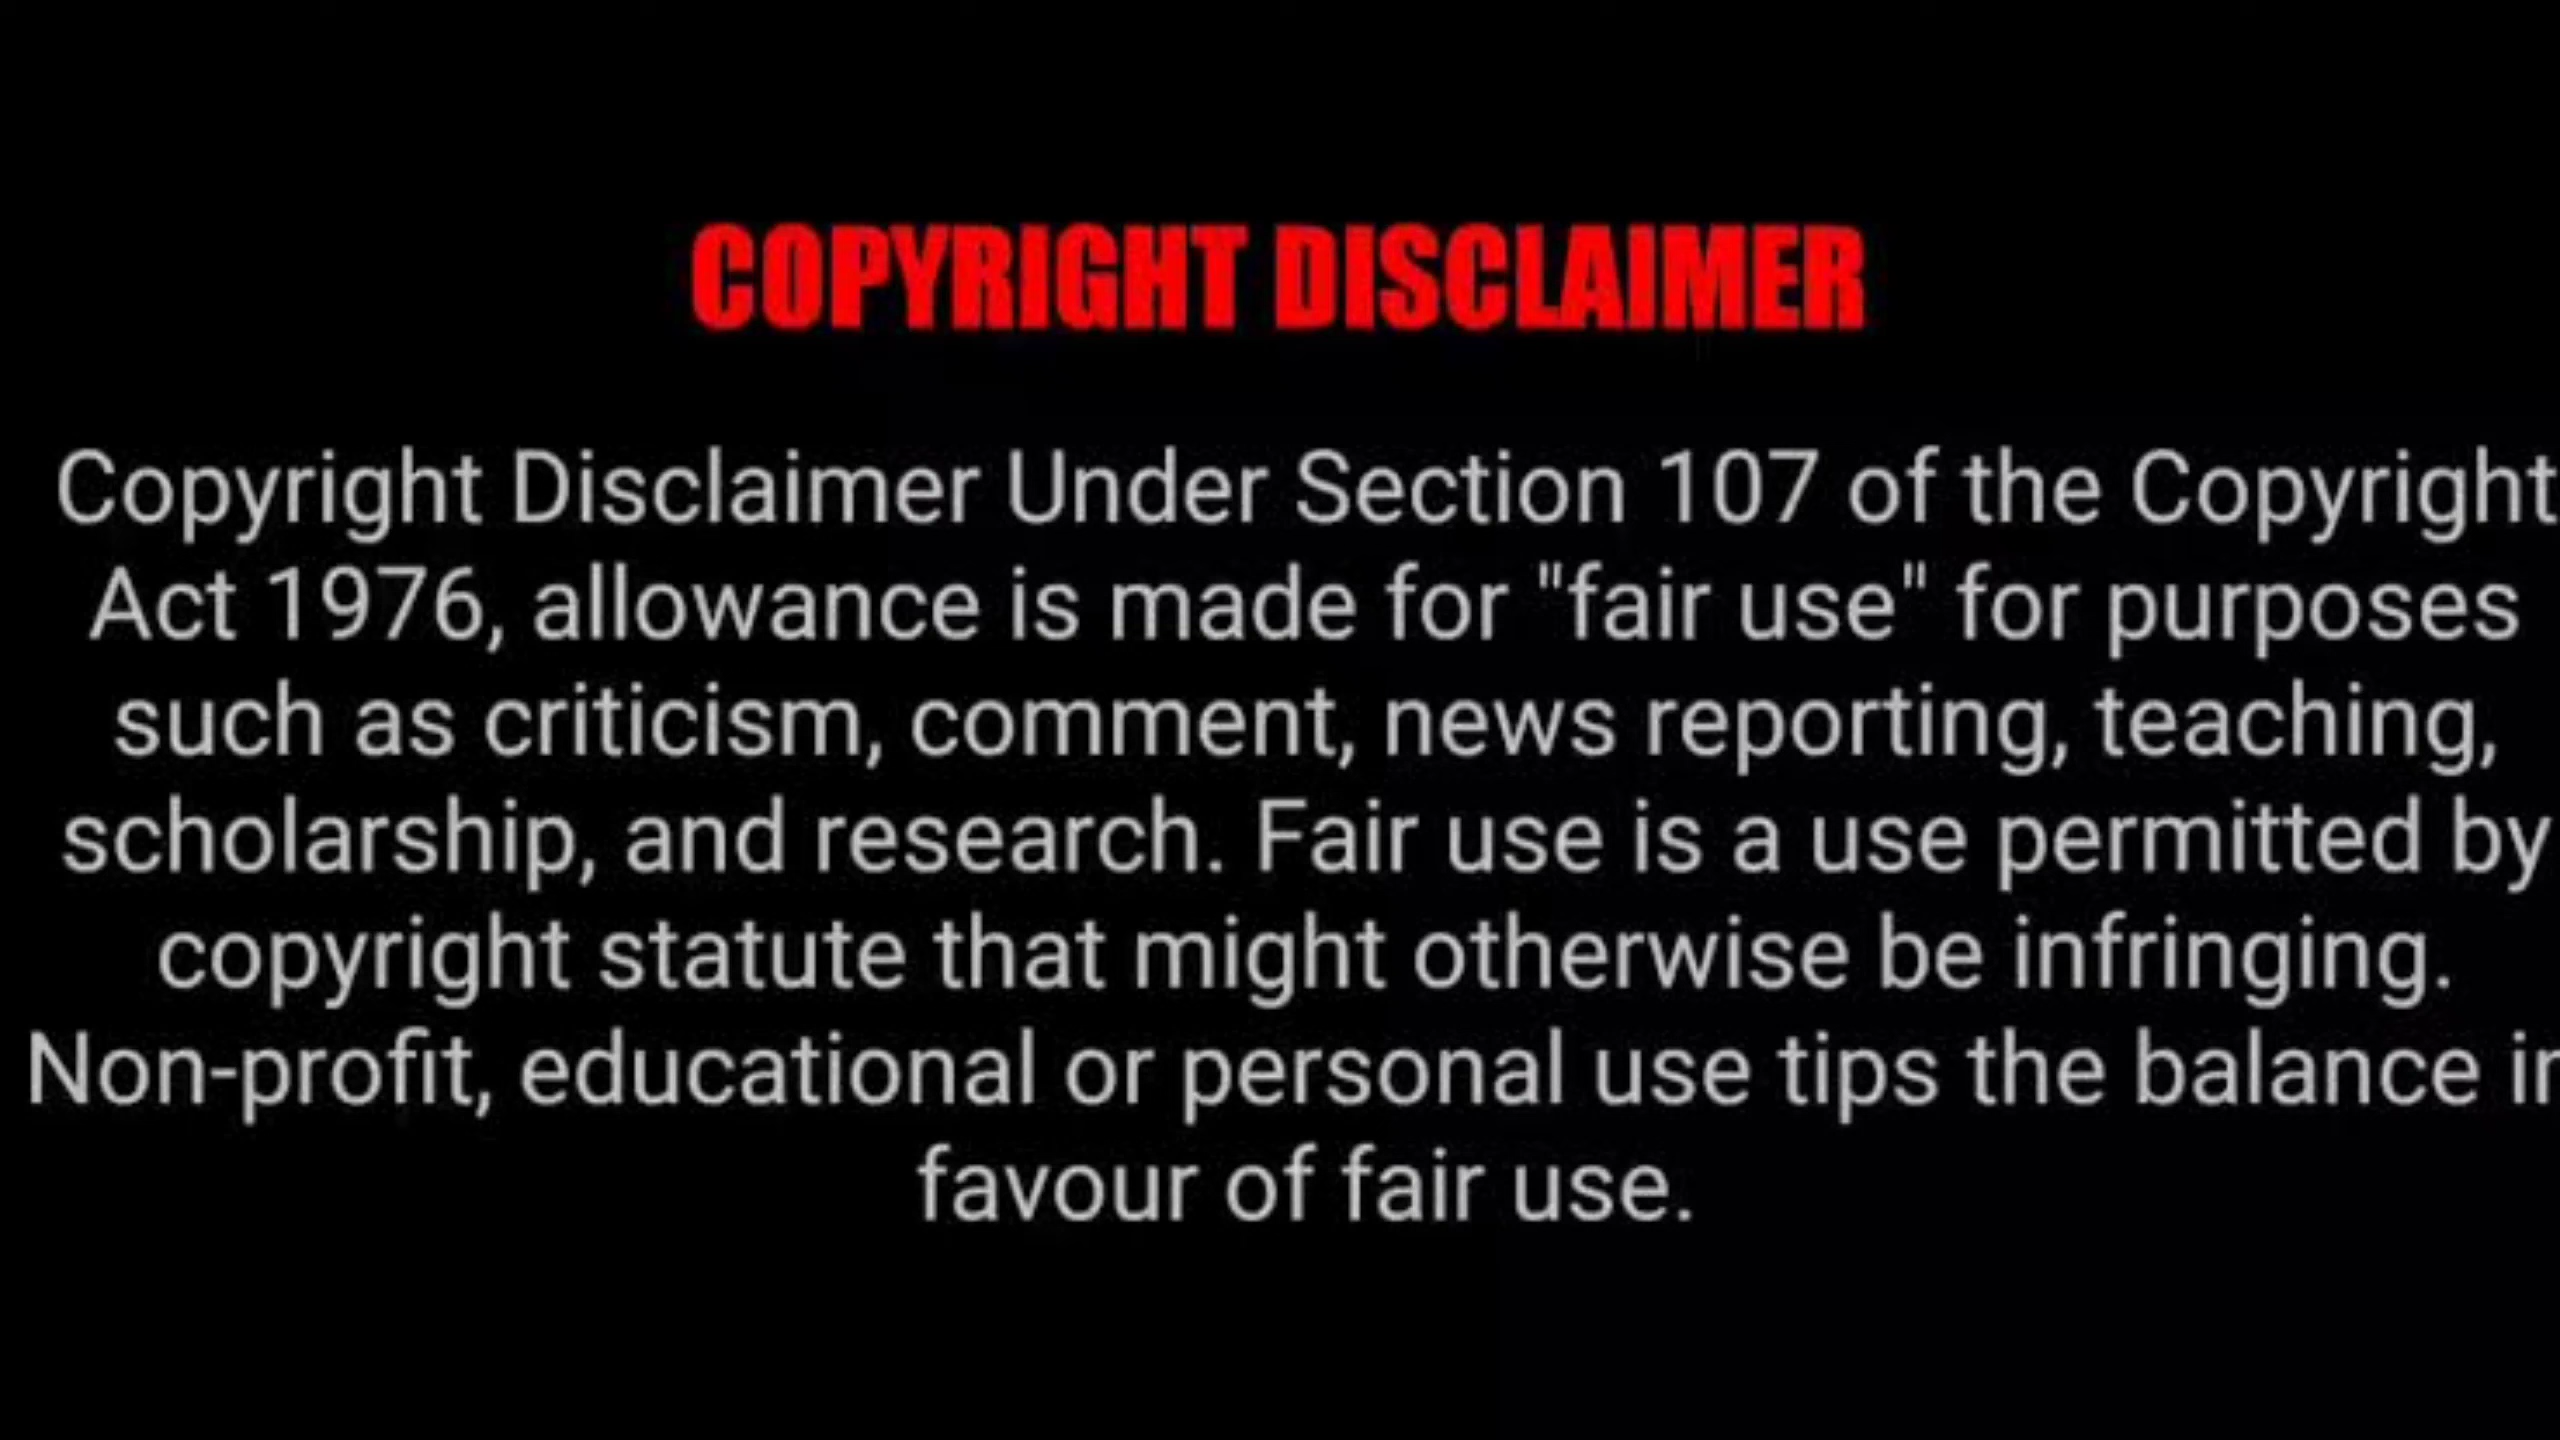 COPYRIGHT DISCLAIMER
Copyright Disclaimer Under Section 107 of the Copyright
Act 1976, allowance is made for "fair use" for purposes
such as criticism, comment, news reporting, teaching,
scholarship, and research. Fair use is a use permitted by
copyright statute that might otherwise be infringing.
Non-profit, educational or personal use tips the balance in
favour of fair use.